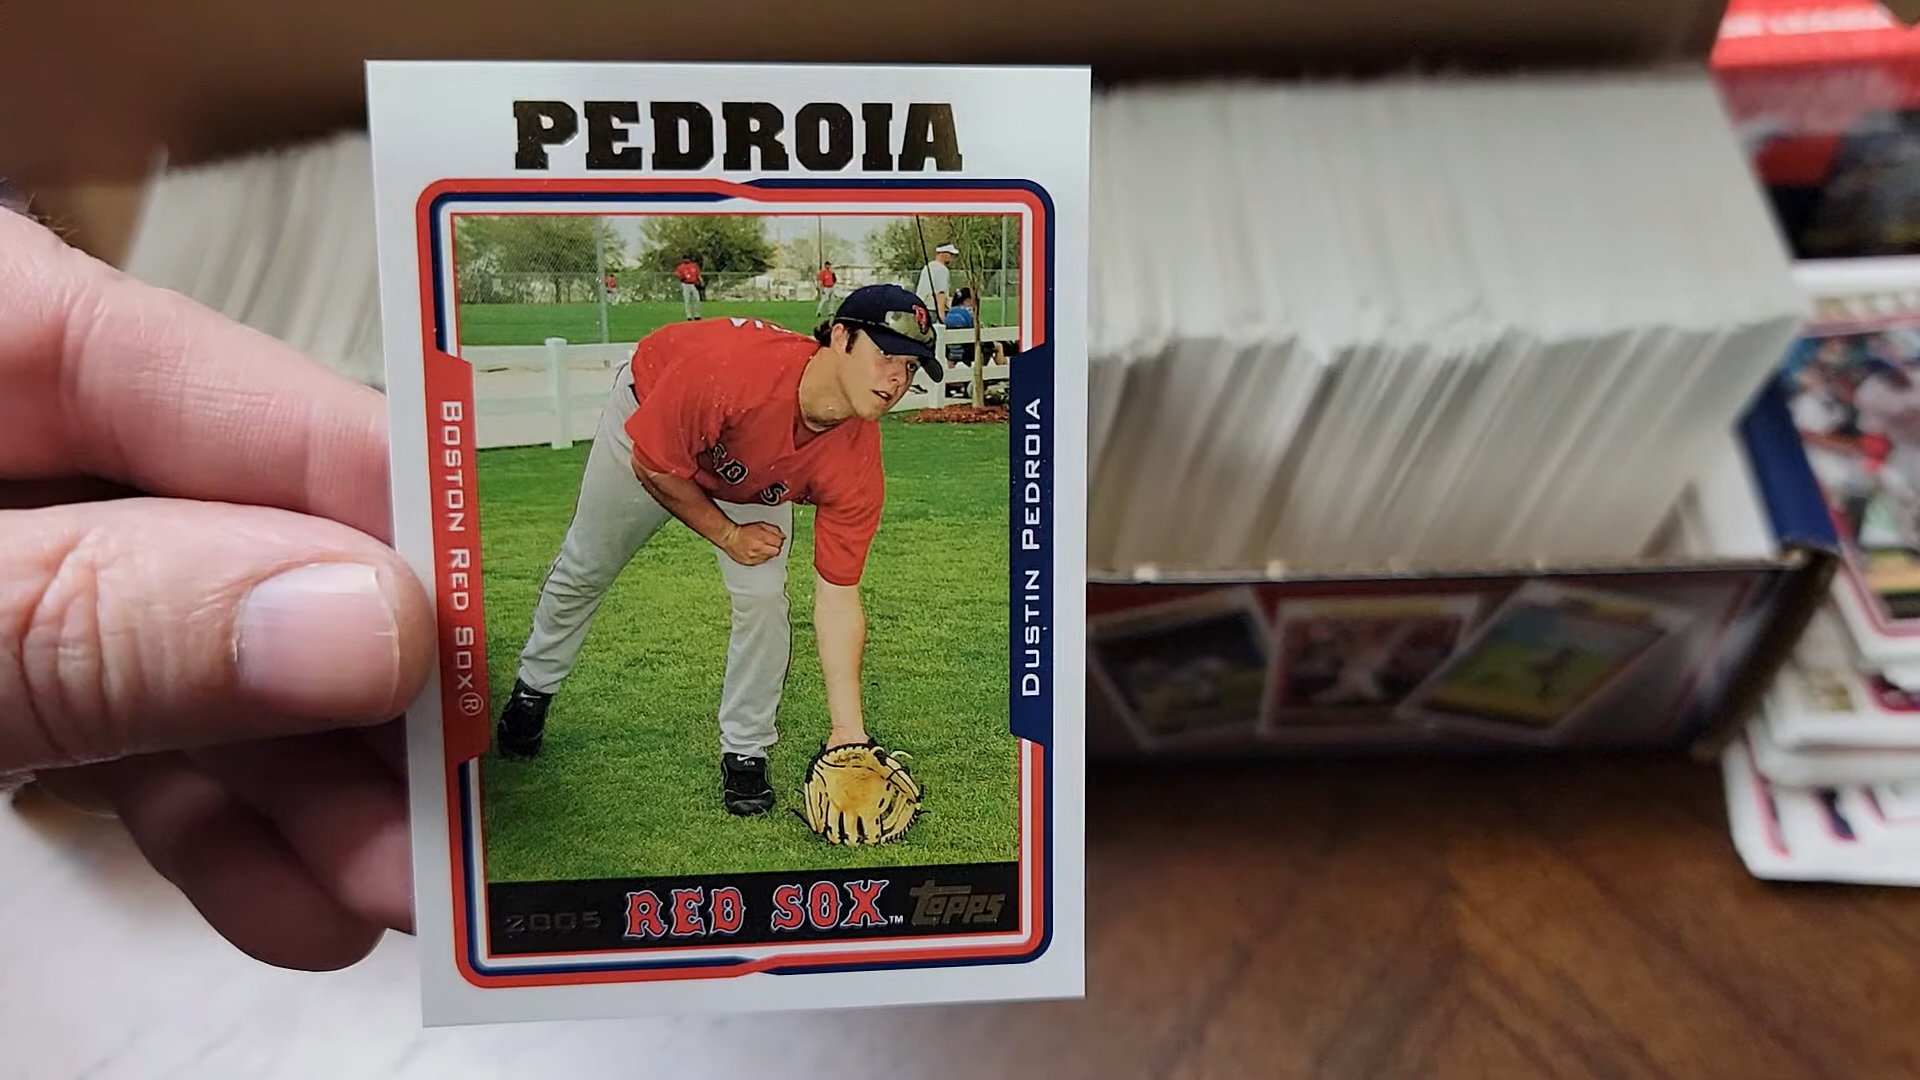 PEDROIA
BOSTON RED SOX®
DUSTIN PEDROIA
2005
RED SOX™
TOPPS